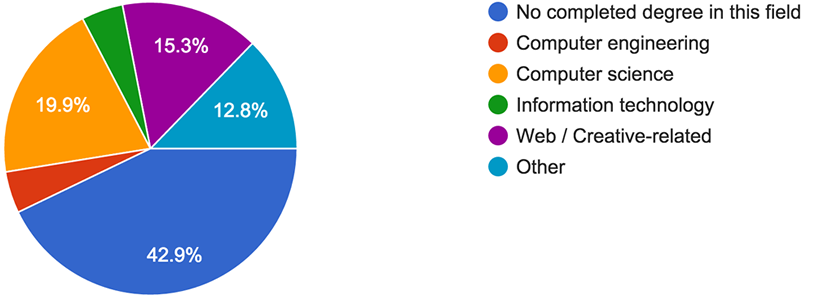 15.3%
19.9%
12.8%
42.9%
No completed degree in this field
Computer engineering
Computer science
Information technology
Web / Creative-related
Other